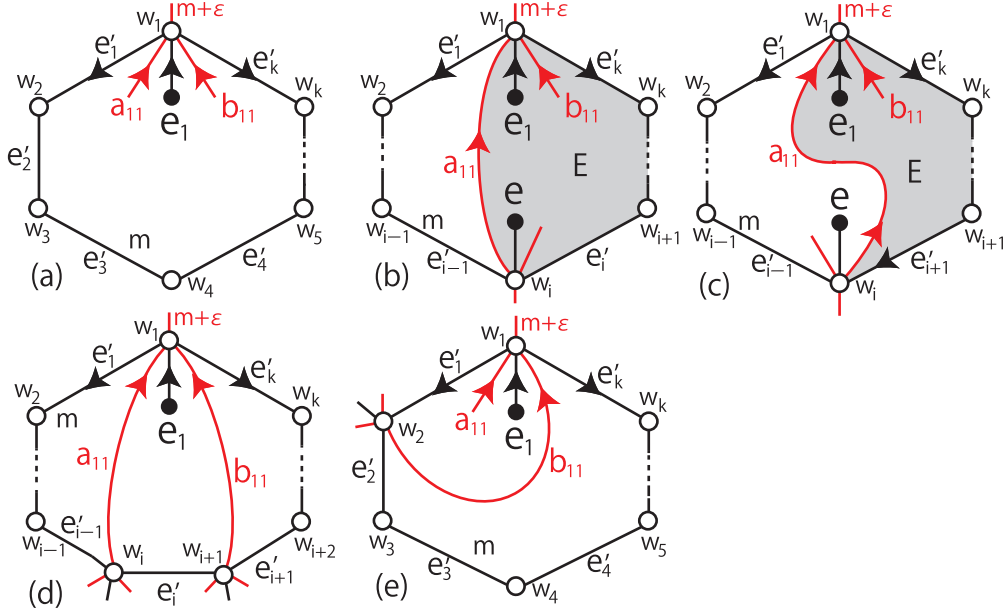 w₁ m+ε
e′₁ e′ₖ
w₂ wₖ
a₁₁ b₁₁
e₁
e′₂
w₃ w₅
m
e′₃ e′₄
w₄
(a)
w₁ m+ε
e′₁ e′ₖ
w₂ wₖ
b₁₁
e₁
a₁₁ E
e
wᵢ₋₁ wᵢ₊₁
m
e′ᵢ₋₁ e′ᵢ
wᵢ
(b)
w₁ m+ε
e′₁ e′ₖ
w₂ wₖ
b₁₁
e₁
a₁₁ E
e
wᵢ₋₁ wᵢ₊₁
m
e′ᵢ₋₁ e′ᵢ₊₁
wᵢ
(c)
w₁ m+ε
e′₁ e′ₖ
w₂ wₖ
m
e₁
a₁₁ b₁₁
e′ᵢ₋₁
wᵢ₋₁ wᵢ wᵢ₊₁ wᵢ₊₂
e′ᵢ e′ᵢ₊₁
(d)
w₁ m+ε
e′₁ e′ₖ
w₂ wₖ
a₁₁
e₁
e′₂ b₁₁
w₃ w₅
m
e′₃ e′₄
w₄
(e)